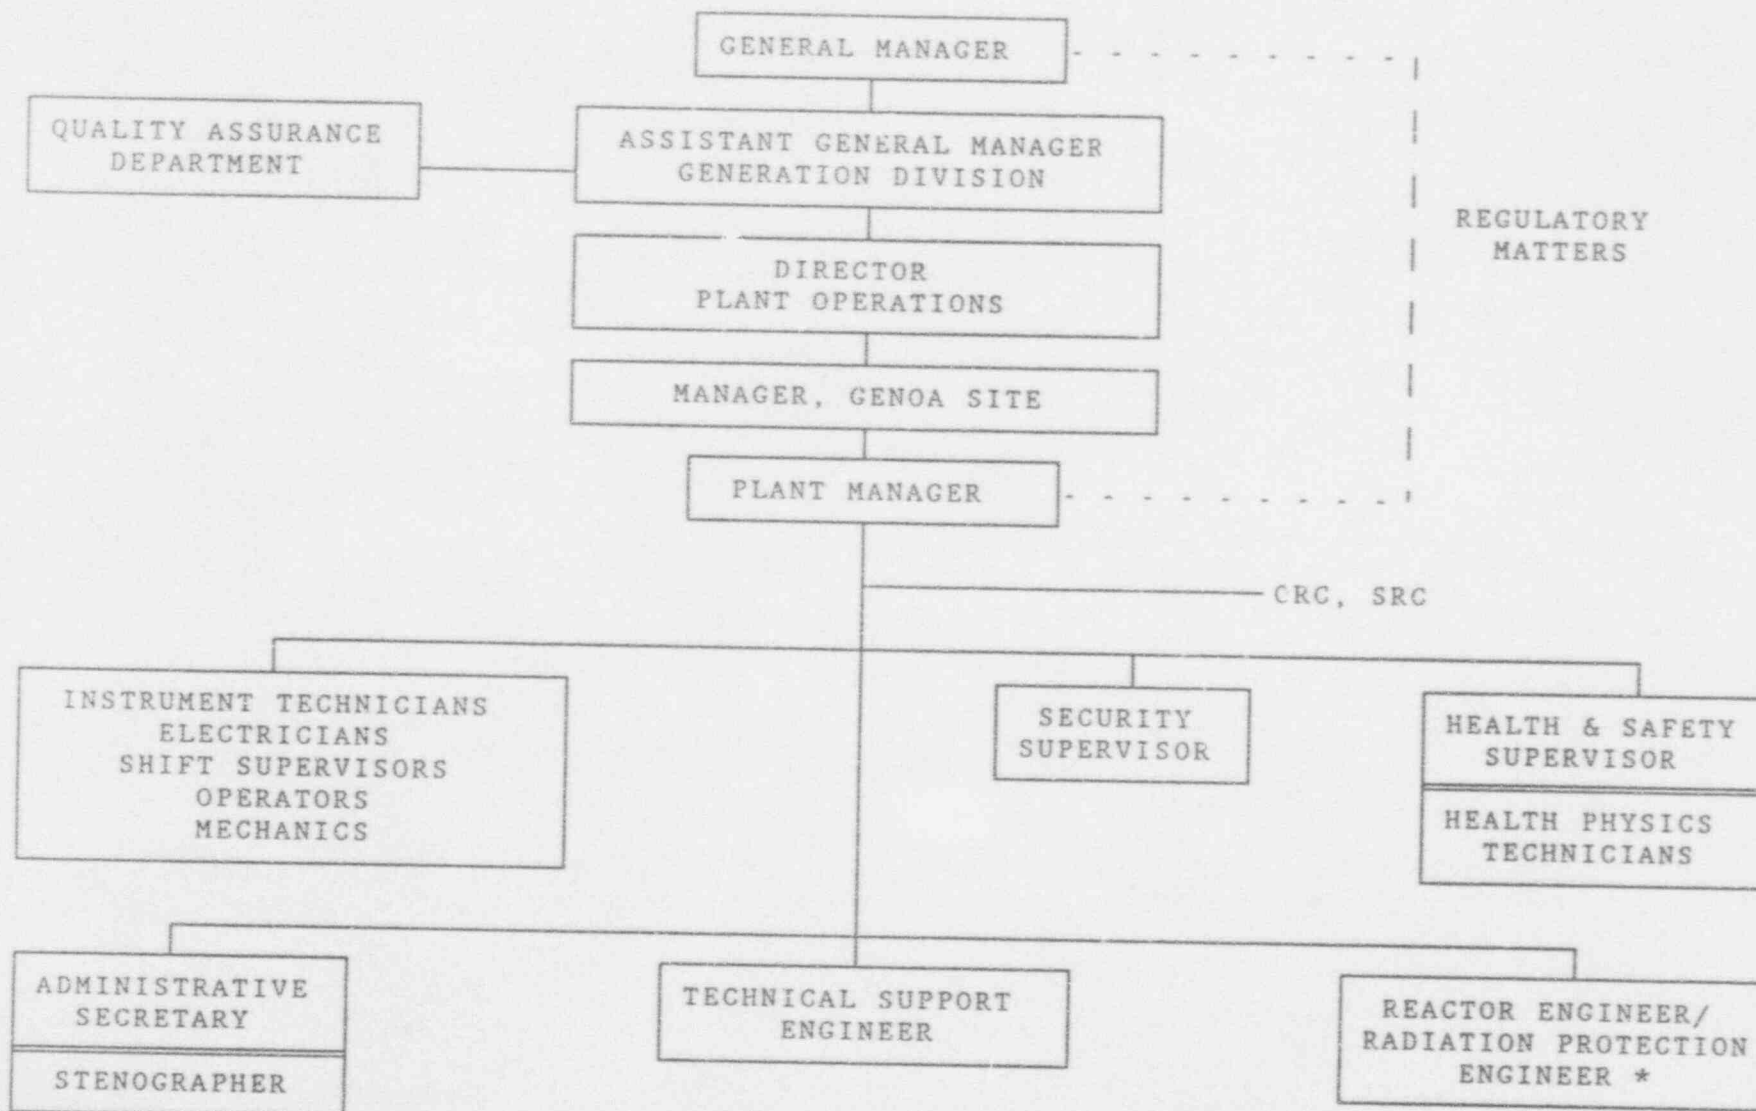 GENERAL MANAGER
QUALITY ASSURANCE
DEPARTMENT
ASSISTANT GENERAL MANAGER
GENERATION DIVISION
REGULATORY
MATTERS
DIRECTOR
PLANT OPERATIONS
MANAGER, GENOA SITE
PLANT MANAGER
CRC, SRC
INSTRUMENT TECHNICIANS
ELECTRICIANS
SHIFT SUPERVISORS
OPERATORS
MECHANICS
SECURITY
SUPERVISOR
HEALTH & SAFETY
SUPERVISOR
HEALTH PHYSICS
TECHNICIANS
ADMINISTRATIVE
SECRETARY
STENOGRAPHER
TECHNICAL SUPPORT
ENGINEER
REACTOR ENGINEER/
RADIATION PROTECTION
ENGINEER *